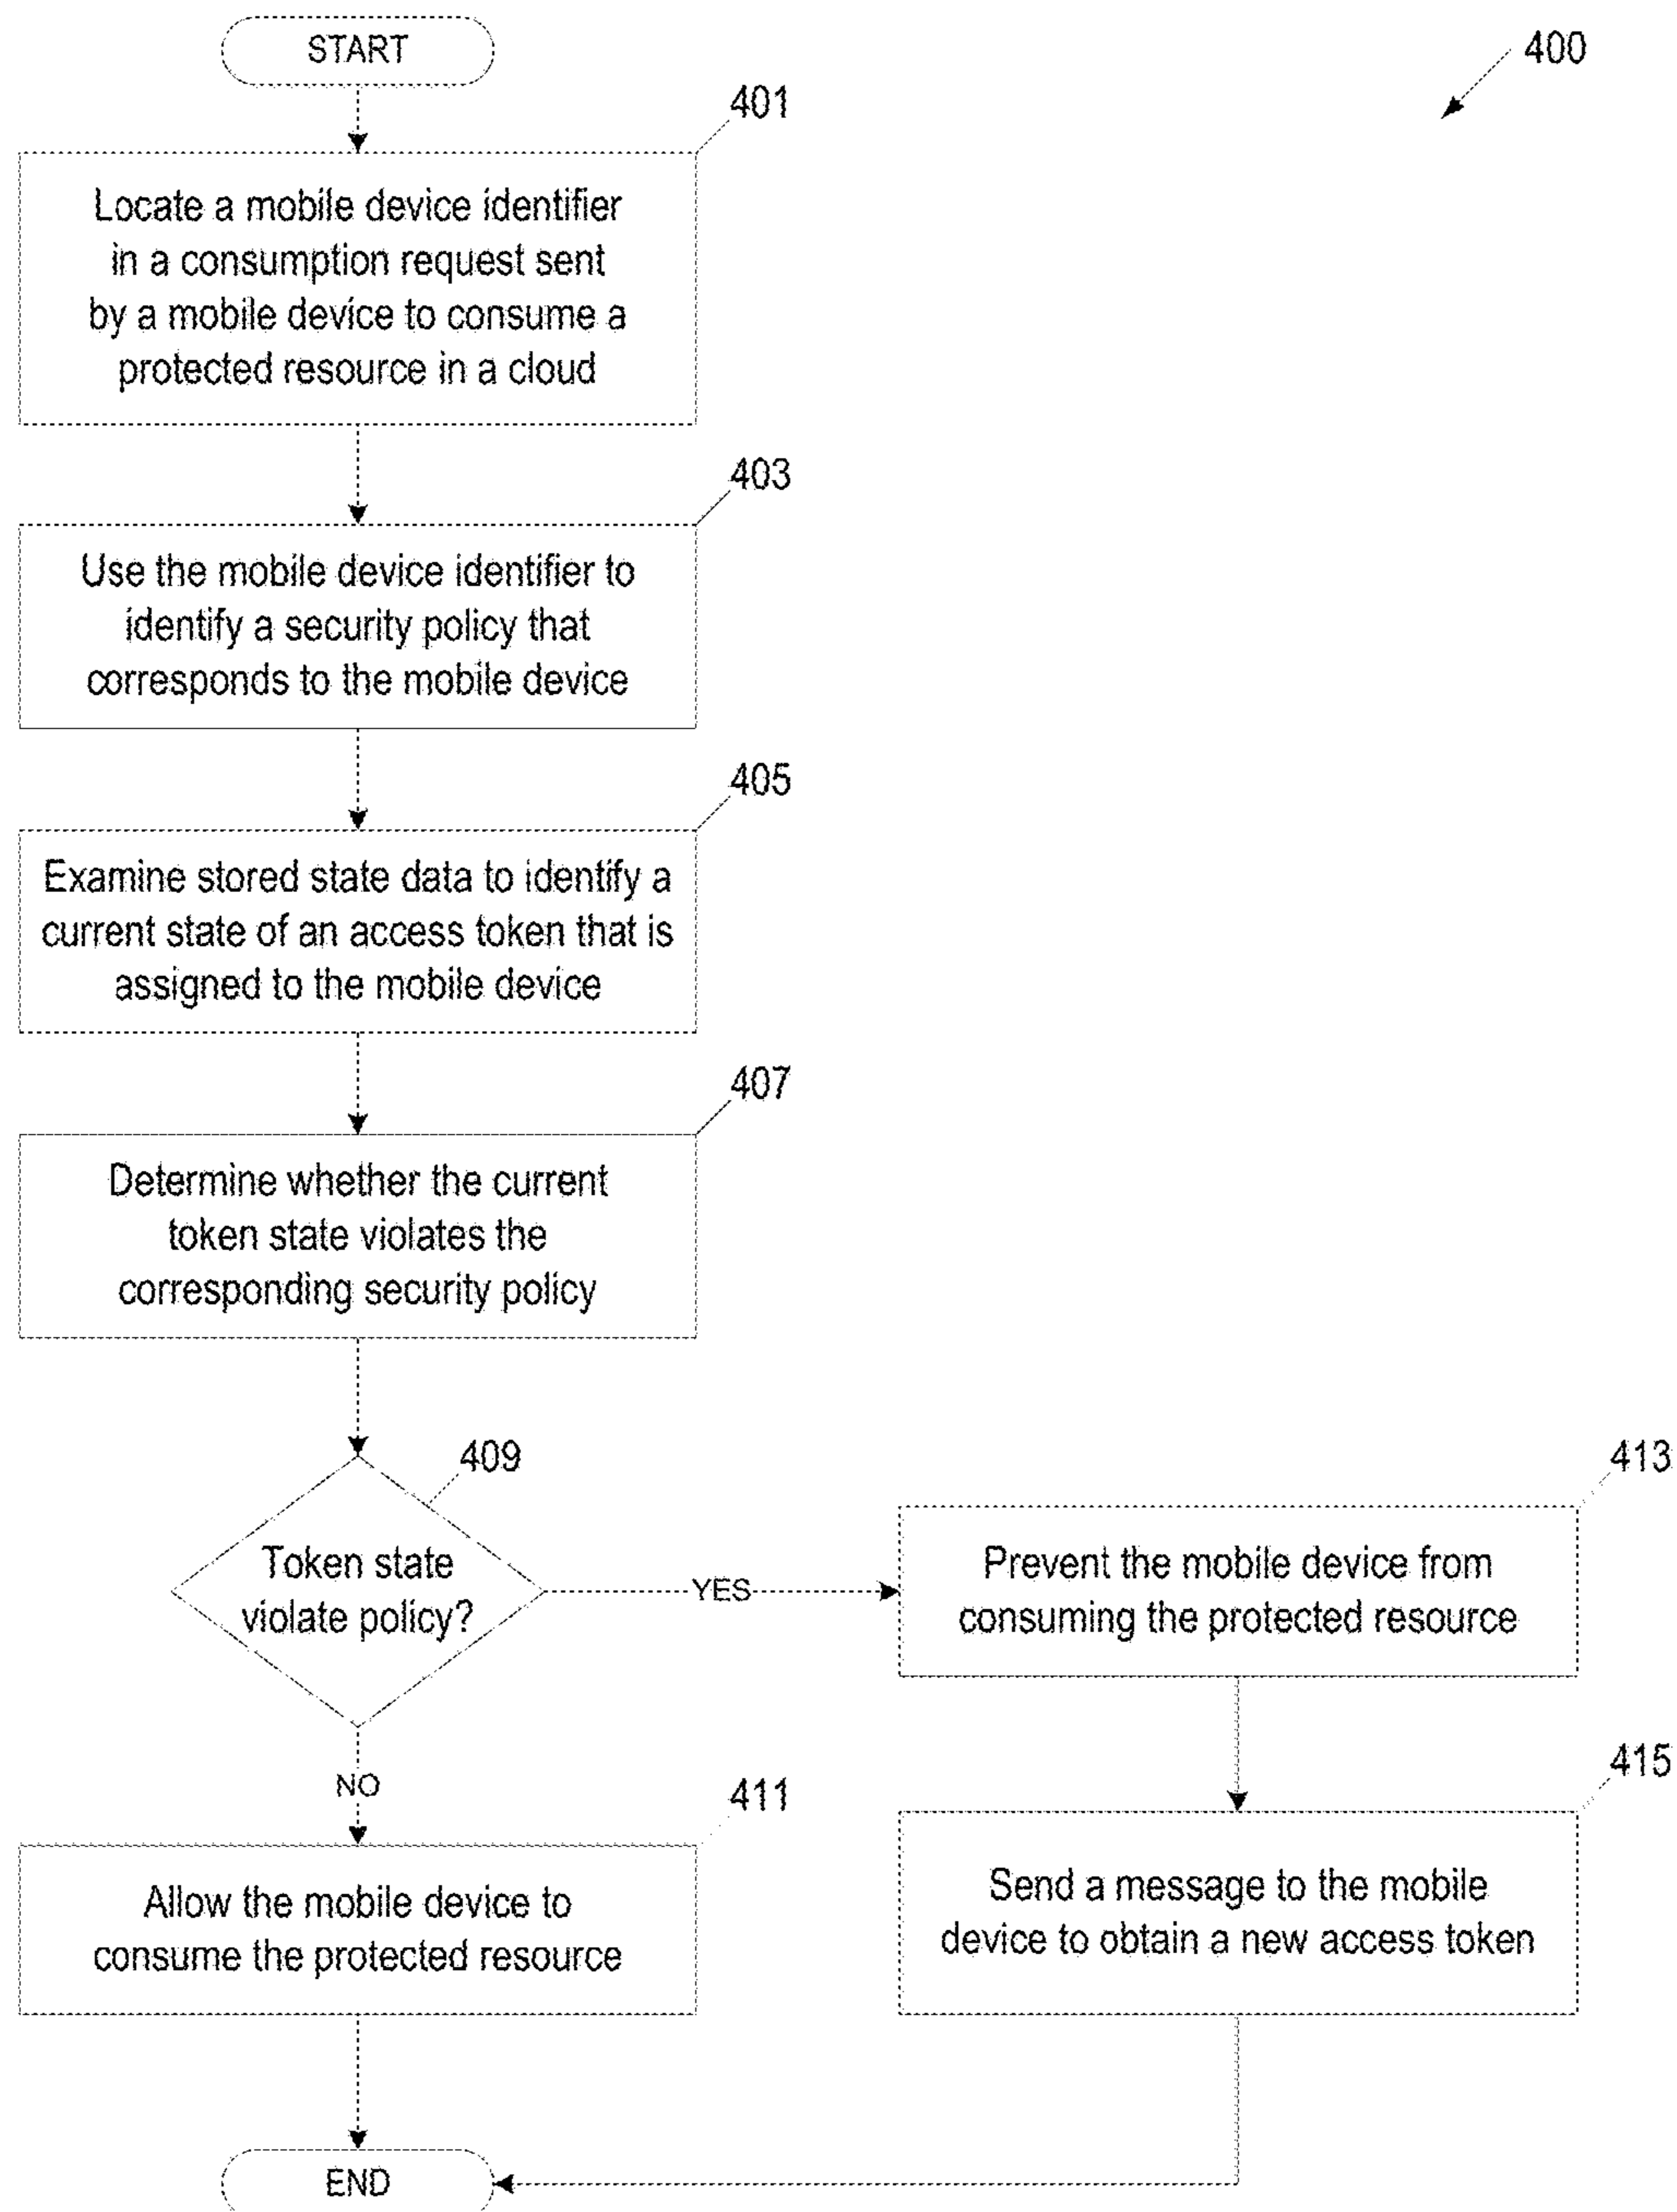 START
400
401
Locate a mobile device identifier
in a consumption request sent
by a mobile device to consume a
protected resource in a cloud
403
Use the mobile device identifier to
identify a security policy that
corresponds to the mobile device
405
Examine stored state data to identify a
current state of an access token that is
assigned to the mobile device
407
Determine whether the current
token state violates the
corresponding security policy
409
Token state
violate policy?
YES
413
Prevent the mobile device from
consuming the protected resource
NO
411
Allow the mobile device to
consume the protected resource
415
Send a message to the mobile
device to obtain a new access token
END